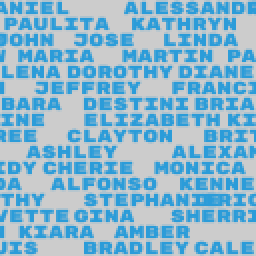 ANIEL ALESSANDE
PAULITA KATHRYN
JOHN JOSE LINDA
MARIA MARTIN PA
LENA DOROTHY DIANE
JEFFREY FRANCI
BARA DESTINI BRIA
INE ELIZABETH KI
REE CLAYTON BRIT
ASHLEY ALEXAN
IDY CHERIE MONICA
DA ALFONSO KENNE
THY STEPHANIE
VETTE GINA SHERRI
KIARA AMBER
UIS BRADLEY CALE